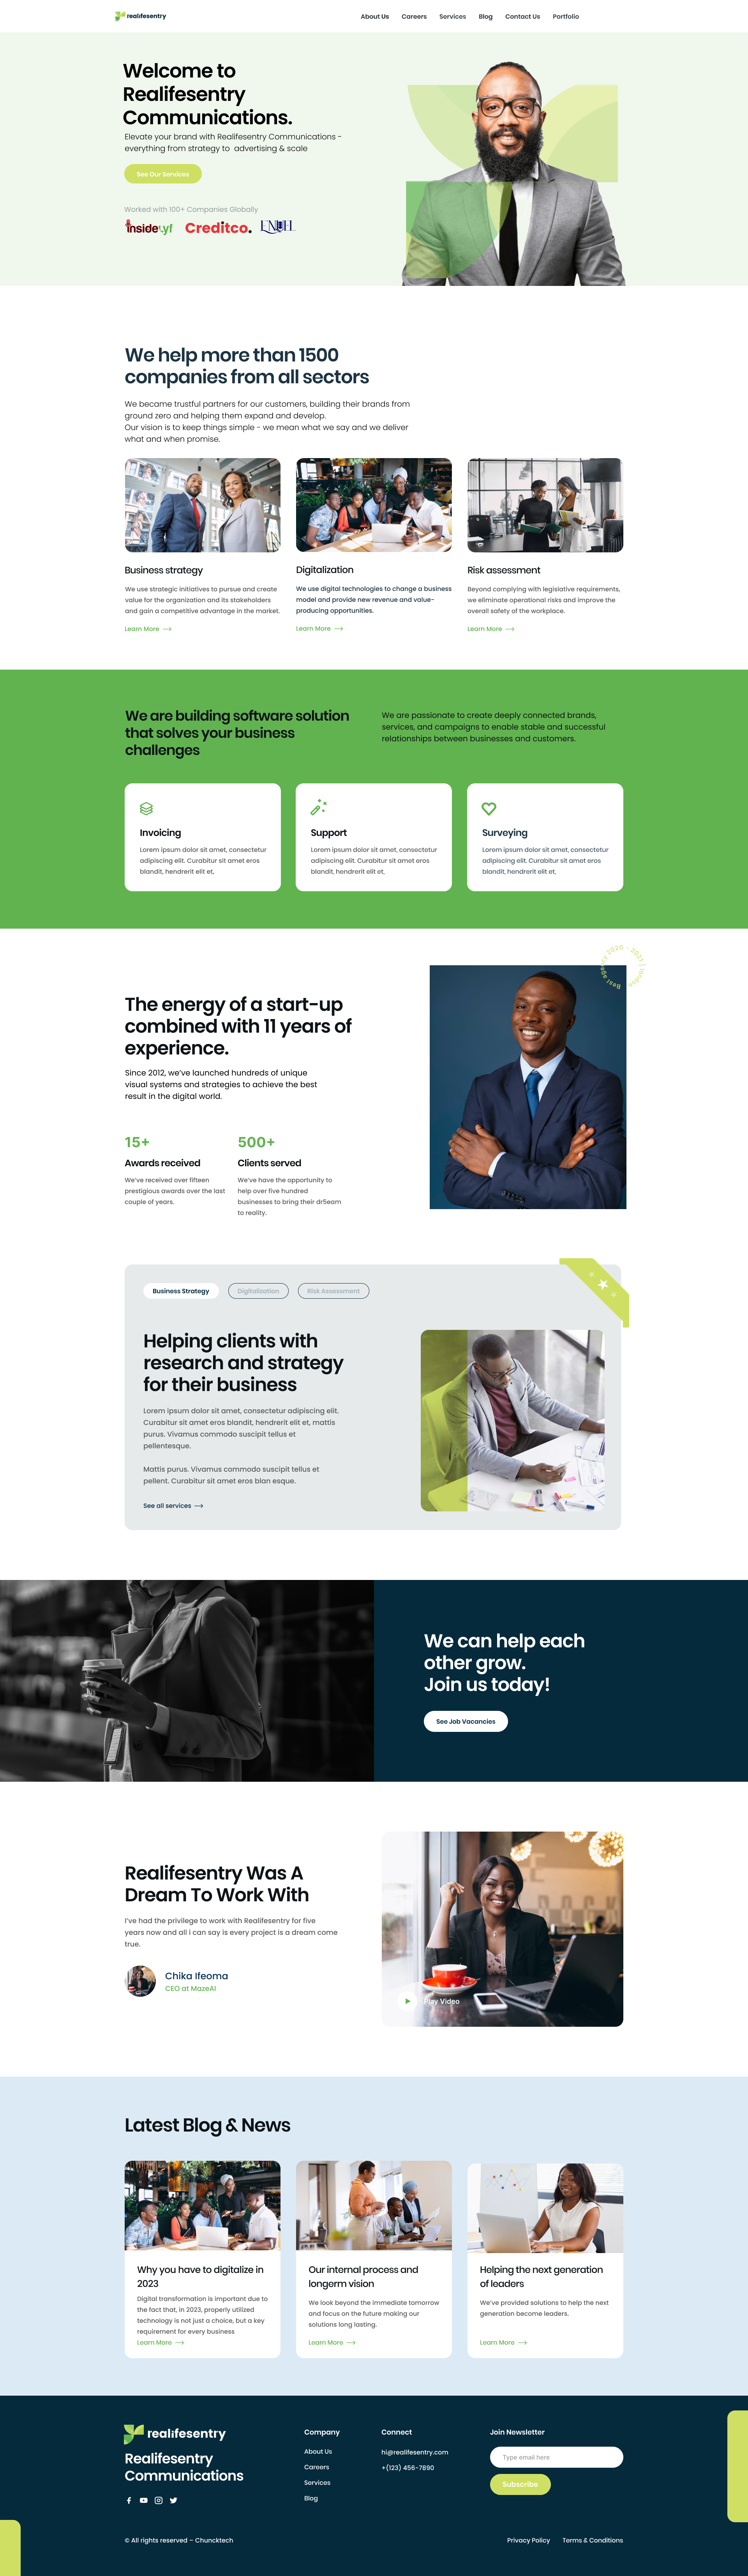 realifesentry
About Us Careers Services Blog Contact Us Portfolio
Welcome to
Realifesentry
Communications.
Elevate your brand with Realifesentry Communications -
everything from strategy to advertising & scale
See Our Services
Worked with 100+ Companies Globally
insideLyf Creditco.
We help more than 1500
companies from all sectors
We became trustful partners for our customers, building their brands from
ground zero and helping them expand and develop.
Our vision is to keep things simple - we mean what we say and we deliver
what and when promise.
Business strategy
We use strategic initiatives to pursue and create
value for the organization and its stakeholders
and gain a competitive advantage in the market.
Learn More
Digitalization
We use digital technologies to change a business
model and provide new revenue and value-
producing opportunities.
Learn More
Risk assessment
Beyond complying with legislative requirements,
we eliminate operational risks and improve the
overall safety of the workplace.
Learn More
We are building software solution
that solves your business
challenges
We are passionate to create deeply connected brands,
services, and campaigns to enable stable and successful
relationships between businesses and customers.
Invoicing
Lorem ipsum dolor sit amet, consectetur
adipiscing elit. Curabitur sit amet eros
blandit, hendrerit elit et,
Support
Lorem ipsum dolor sit amet, consectetur
adipiscing elit. Curabitur sit amet eros
blandit, hendrerit elit et,
Surveying
Lorem ipsum dolor sit amet, consectetur
adipiscing elit. Curabitur sit amet eros
blandit, hendrerit elit et,
The energy of a start-up
combined with 11 years of
experience.
Since 2012, we've launched hundreds of unique
visual systems and strategies to achieve the best
result in the digital world.
15+
Awards received
We've received over fifteen
prestigious awards over the last
couple of years.
500+
Clients served
We've have the opportunity to
help over five hundred
businesses to bring their dr5eam
to reality.
Business Strategy Digitalization Risk Assessment
Helping clients with
research and strategy
for their business
Lorem ipsum dolor sit amet, consectetur adipiscing elit.
Curabitur sit amet eros blandit, hendrerit elit et, mattis
purus. Vivamus commodo suscipit tellus et
pellentesque.
Mattis purus. Vivamus commodo suscipit tellus et
pellent. Curabitur sit amet eros blan esque.
See all services
We can help each
other grow.
Join us today!
See Job Vacancies
Realifesentry Was A
Dream To Work With
I've had the privilege to work with Realifesentry for five
years now and all i can say is every project is a dream come
true.
Chika Ifeoma
CEO at MazeAI
Play Video
Latest Blog & News
Why you have to digitalize in
2023
Digital transformation is important due to
the fact that, in 2023, properly utilized
technology is not just a choice, but a key
requirement for every business
Learn More
Our internal process and
longerm vision
We look beyond the immediate tomorrow
and focus on the future making our
solutions long lasting.
Learn More
Helping the next generation
of leaders
We've provided solutions to help the next
generation become leaders.
Learn More
realifesentry
Realifesentry
Communications
Company
About Us
Careers
Services
Blog
Connect
hi@realifesentry.com
+(123) 456-7890
Join Newsletter
Type email here
Subscribe
© All rights reserved – Chuncktech
Privacy Policy Terms & Conditions